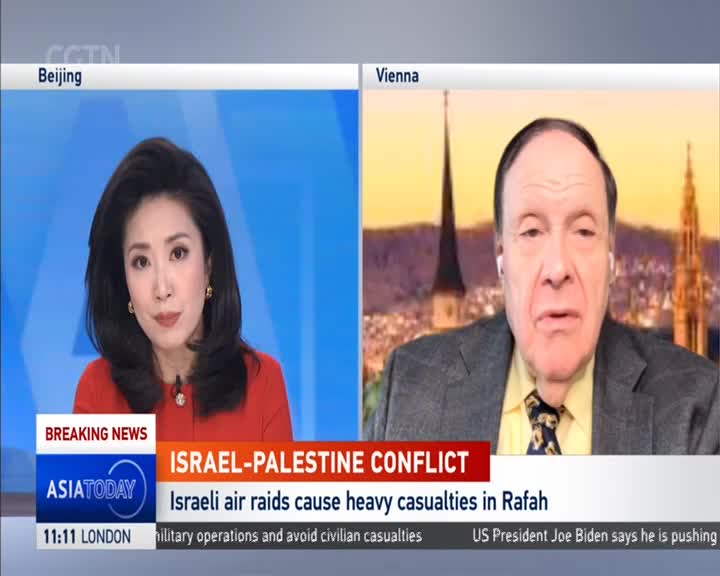 CGTN
Beijing
Vienna
BREAKING NEWS
ISRAEL-PALESTINE CONFLICT
ASIA TODAY
Israeli air raids cause heavy casualties in Rafah
11:11 LONDON
military operations and avoid civilian casualties
US President Joe Biden says he is pushing